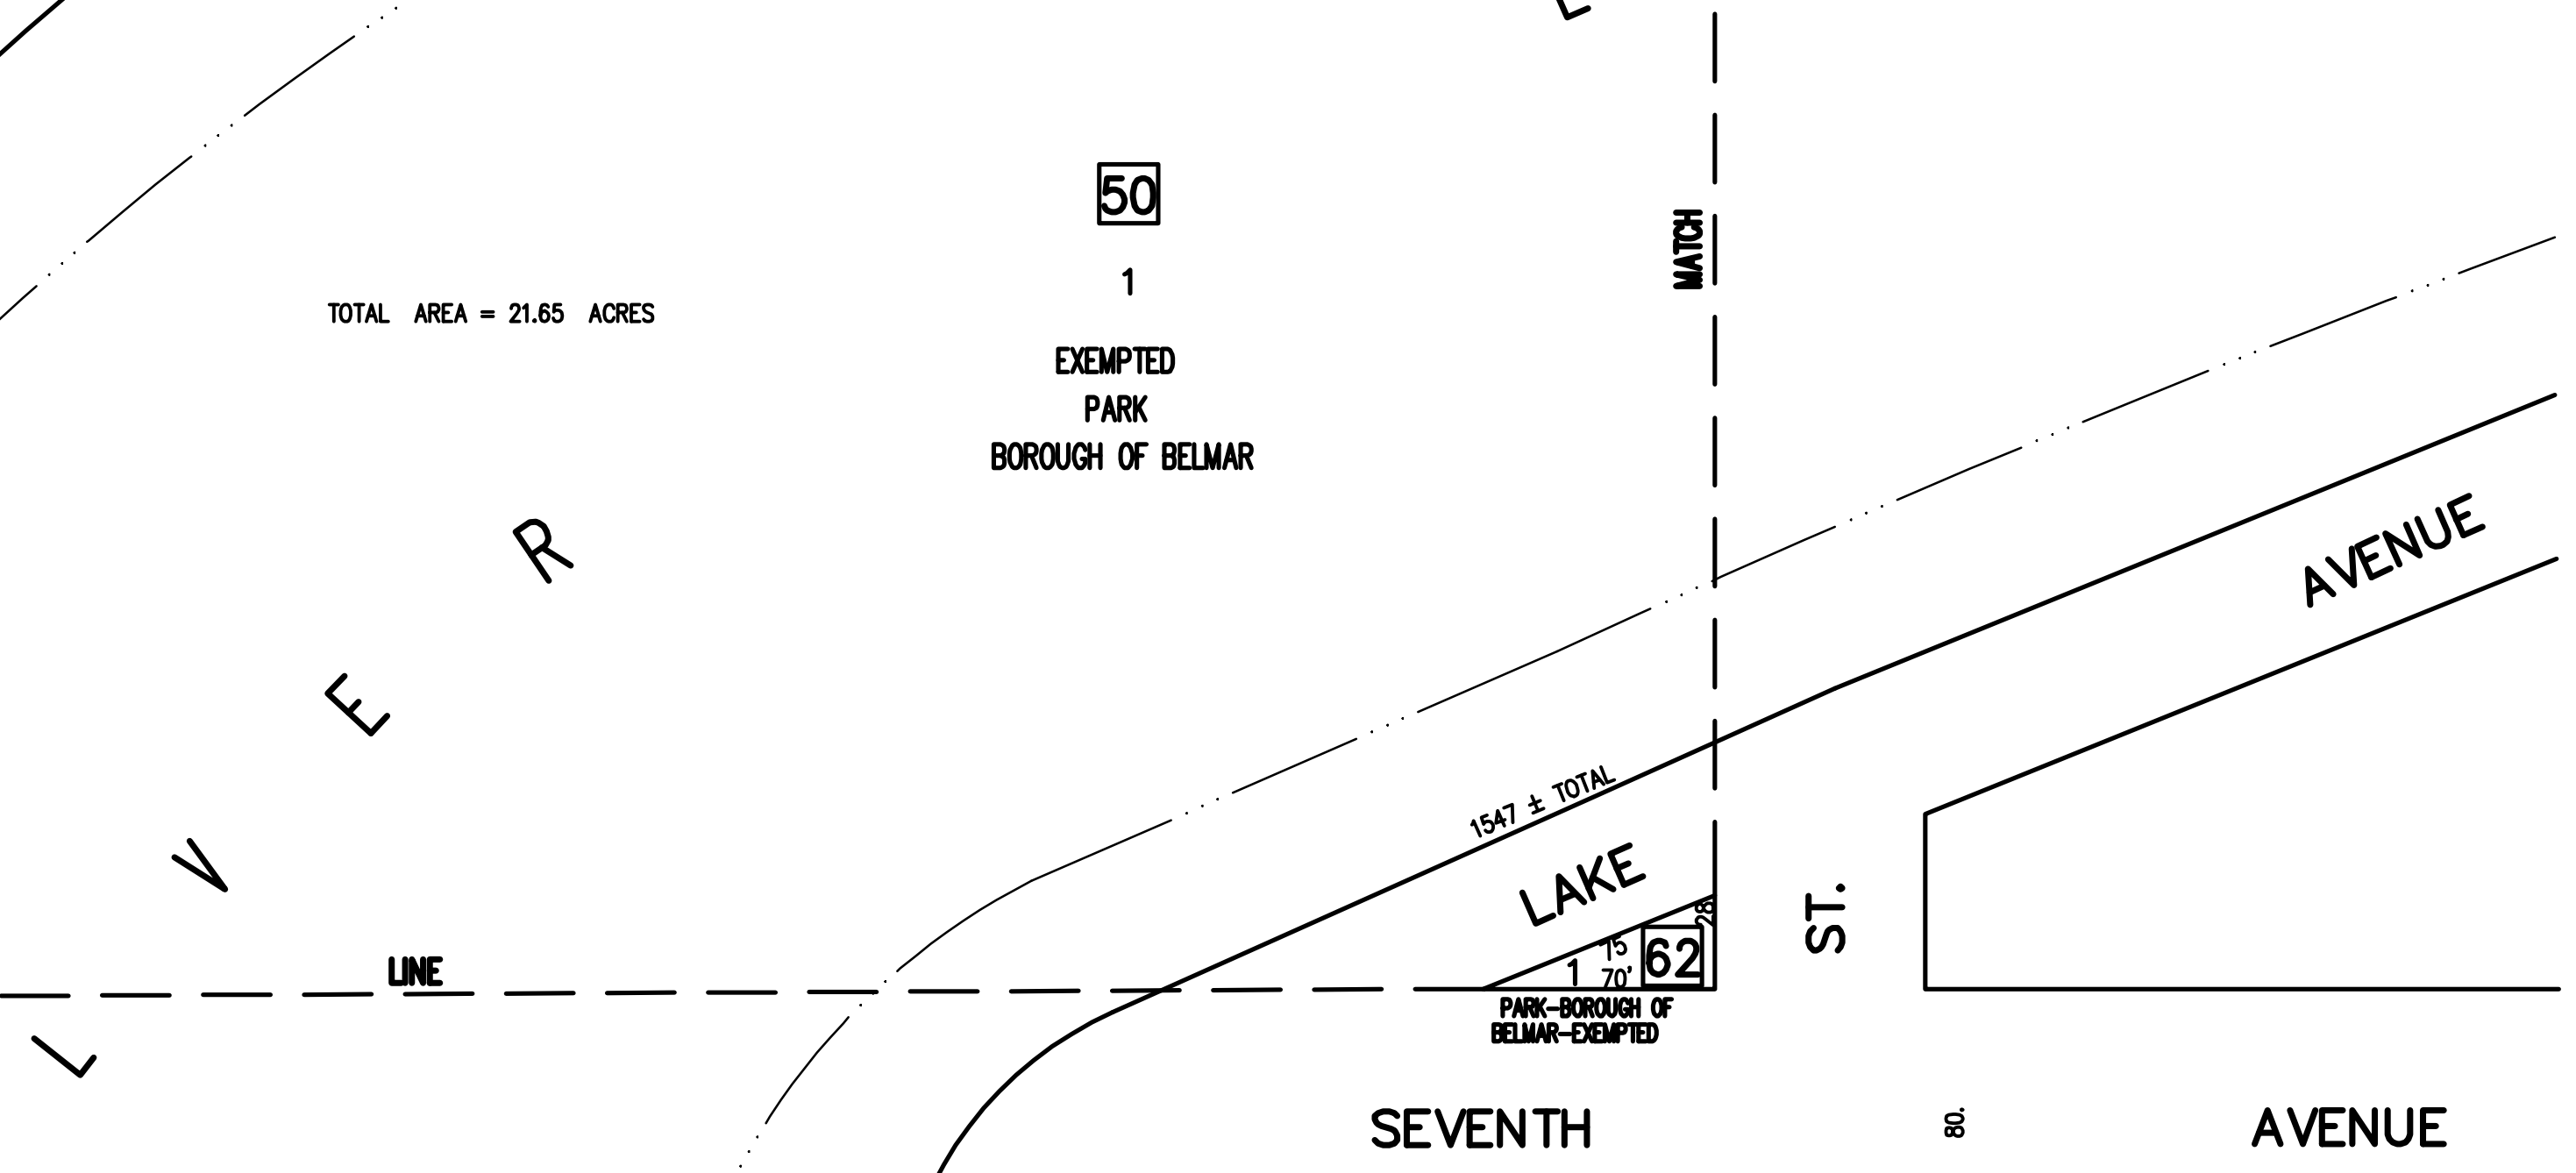 50
MATCH
1
TOTAL AREA = 21.65 ACRES
EXEMPTED
PARK
BOROUGH OF BELMAR
AVENUE
L V E R
1547 ± TOTAL
LAKE
28
ST.
75
62
1
70'
LINE
PARK-BOROUGH OF
BELMAR-EXEMPTED
SEVENTH AVENUE
80.